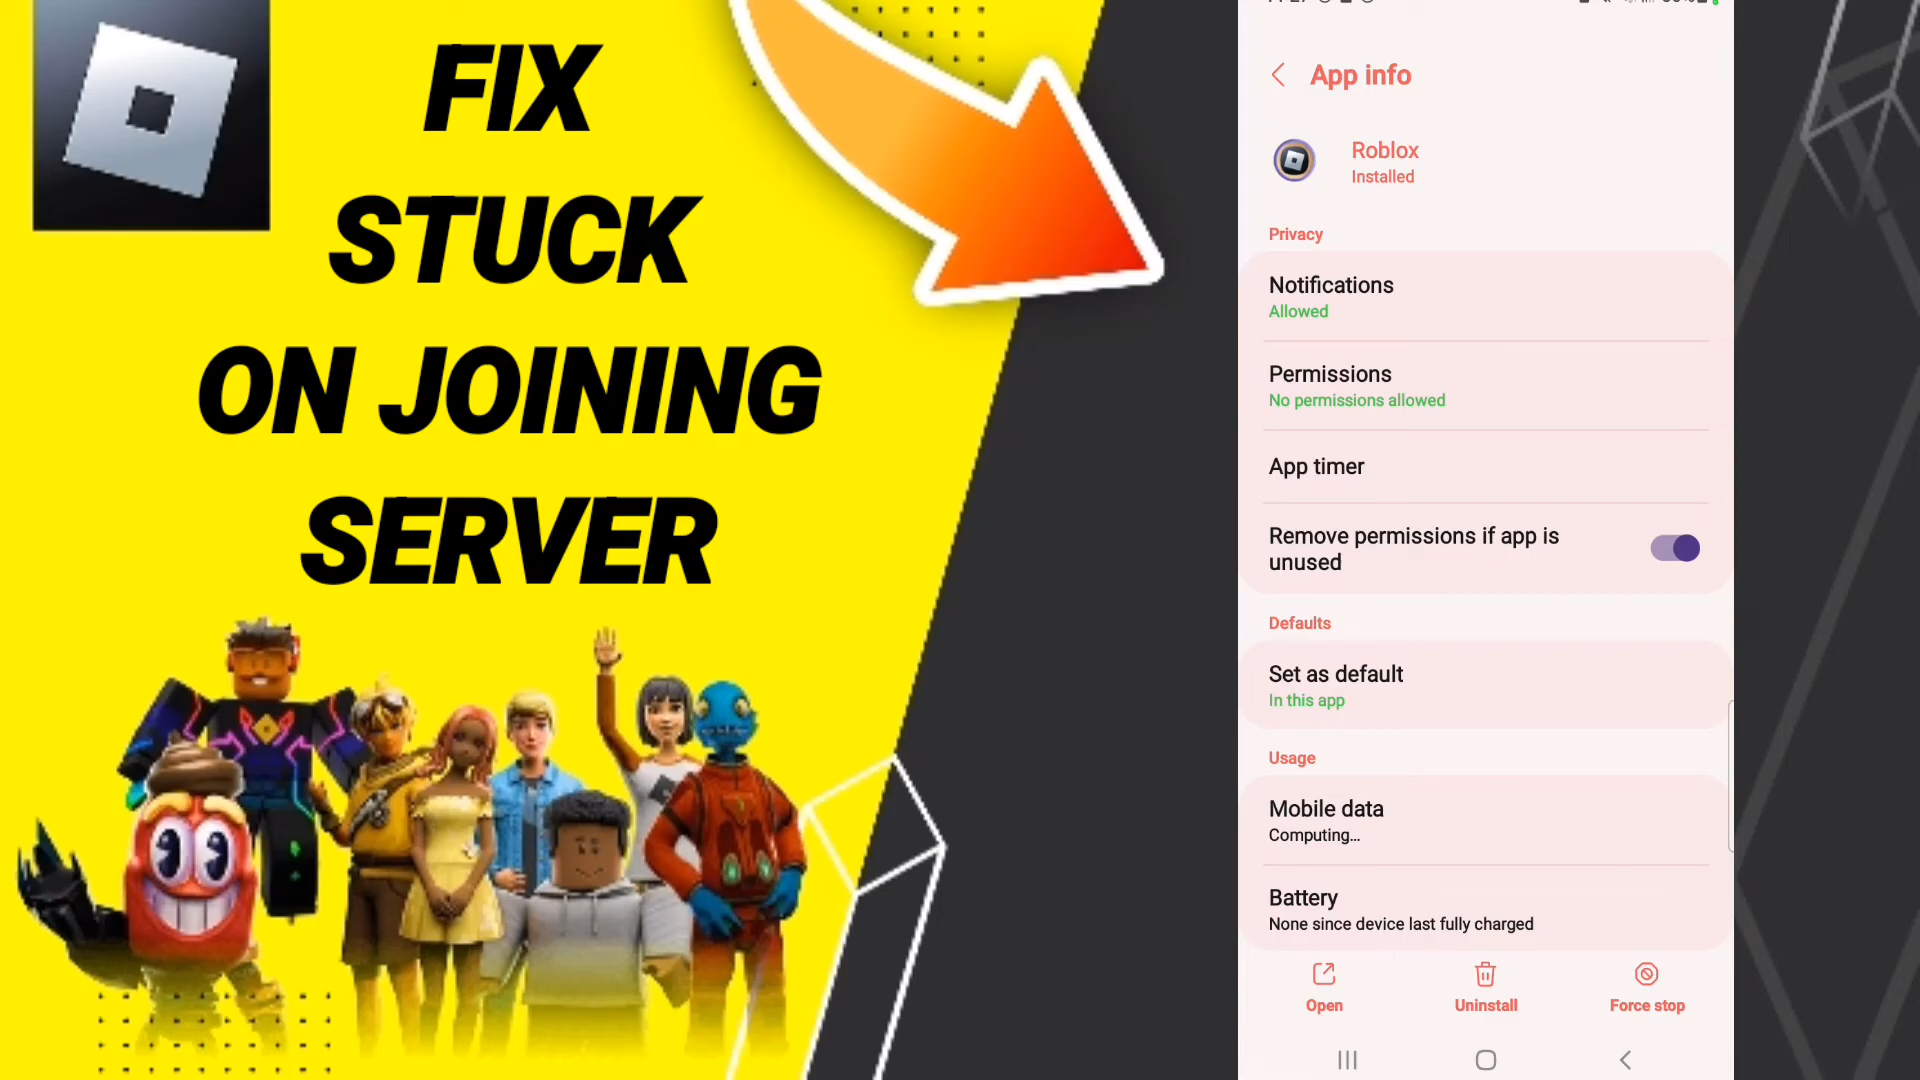 FIX
STUCK
ON JOINING
SERVER
App info
Roblox
Installed
Privacy
Notifications
Allowed
Permissions
No permissions allowed
App timer
Remove permissions if app is
unused
Defaults
Set as default
In this app
Usage
Mobile data
Computing...
Battery
None since device last fully charged
Open
Uninstall
Force stop